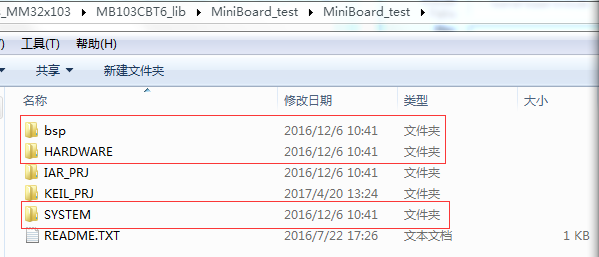 _MM32x103 ▸ MB103CBT6_lib ▸ MiniBoard_test ▸ MiniBoard_test ▸
工具(T) 帮助(H)
共享 新建文件夹
名称 修改日期 类型 大小
bsp 2016/12/6 10:41 文件夹
HARDWARE 2016/12/6 10:41 文件夹
IAR_PRJ 2016/12/6 10:41 文件夹
KEIL_PRJ 2017/4/20 13:24 文件夹
SYSTEM 2016/12/6 10:41 文件夹
README.TXT 2016/7/22 17:26 文本文档 1 KB